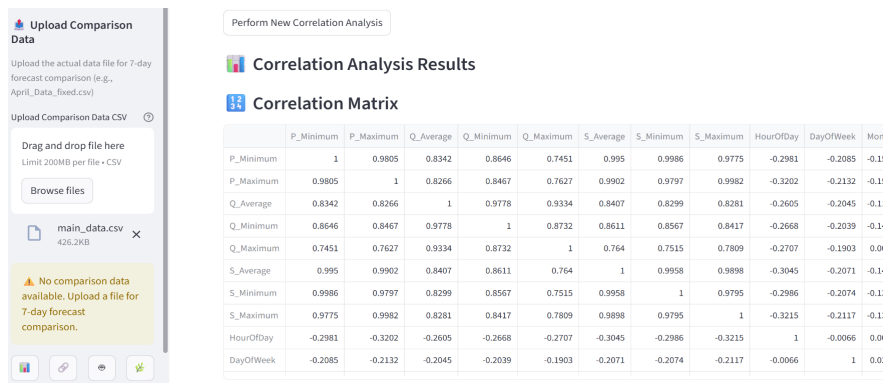 Upload Comparison
Data
Upload the actual data file for 7-day
forecast comparison (e.g.,
April_Data_fixed.csv)
Upload Comparison Data CSV
Drag and drop file here
Limit 200MB per file • CSV
Browse files
main_data.csv
426.2KB
No comparison data
available. Upload a file for
7-day forecast
comparison.
Perform New Correlation Analysis
Correlation Analysis Results
Correlation Matrix
P_Minimum P_Maximum Q_Average Q_Minimum Q_Maximum S_Average S_Minimum S_Maximum HourOfDay DayOfWeek
P_Minimum 1 0.9805 0.8342 0.8646 0.7451 0.995 0.9986 0.9775 -0.2981 -0.2085
P_Maximum 0.9805 1 0.8266 0.8467 0.7627 0.9902 0.9797 0.9982 -0.3202 -0.2132
Q_Average 0.8342 0.8266 1 0.9778 0.9334 0.8407 0.8299 0.8281 -0.2605 -0.2045
Q_Minimum 0.8646 0.8467 0.9778 1 0.8732 0.8611 0.8567 0.8417 -0.2668 -0.2039
Q_Maximum 0.7451 0.7627 0.9334 0.8732 1 0.764 0.7515 0.7809 -0.2707 -0.1903
S_Average 0.995 0.9902 0.8407 0.8611 0.764 1 0.9958 0.9898 -0.3045 -0.2071
S_Minimum 0.9986 0.9797 0.8299 0.8567 0.7515 0.9958 1 0.9795 -0.2986 -0.2074
S_Maximum 0.9775 0.9982 0.8281 0.8417 0.7809 0.9898 0.9795 1 -0.3215 -0.2117
HourOfDay -0.2981 -0.3202 -0.2605 -0.2668 -0.2707 -0.3045 -0.2986 -0.3215 1 -0.0066
DayOfWeek -0.2085 -0.2132 -0.2045 -0.2039 -0.1903 -0.2071 -0.2074 -0.2117 -0.0066 1